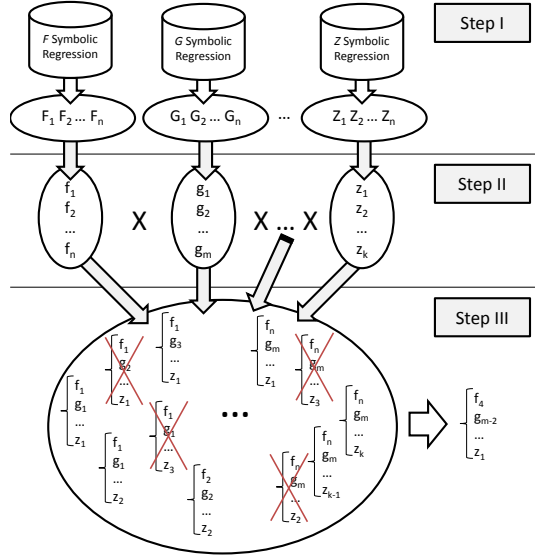 Step I
F Symbolic
Regression
G Symbolic
Regression
Z Symbolic
Regression
F₁ F₂ ... Fₙ
G₁ G₂ ... Gₙ
...
Z₁ Z₂ ... Zₙ
Step II
f₁
f₂
...
fₙ
X
g₁
g₂
...
gₘ
X ... X
z₁
z₂
...
zₖ
Step III
f₁
g₃
...
z₁
fₙ
gₘ
...
z₁
f₁
g₂
...
z₁
fₙ
gₘ
...
z₃
f₁
g₁
...
z₁
f₁
g₁
...
z₃
...
fₙ
gₘ
...
zₖ
f₄
gₘ₋₂
...
z₁
f₁
g₁
...
z₂
f₂
g₂
...
z₂
fₙ
gₘ
...
z₂
fₙ
gₘ
...
zₖ₋₁